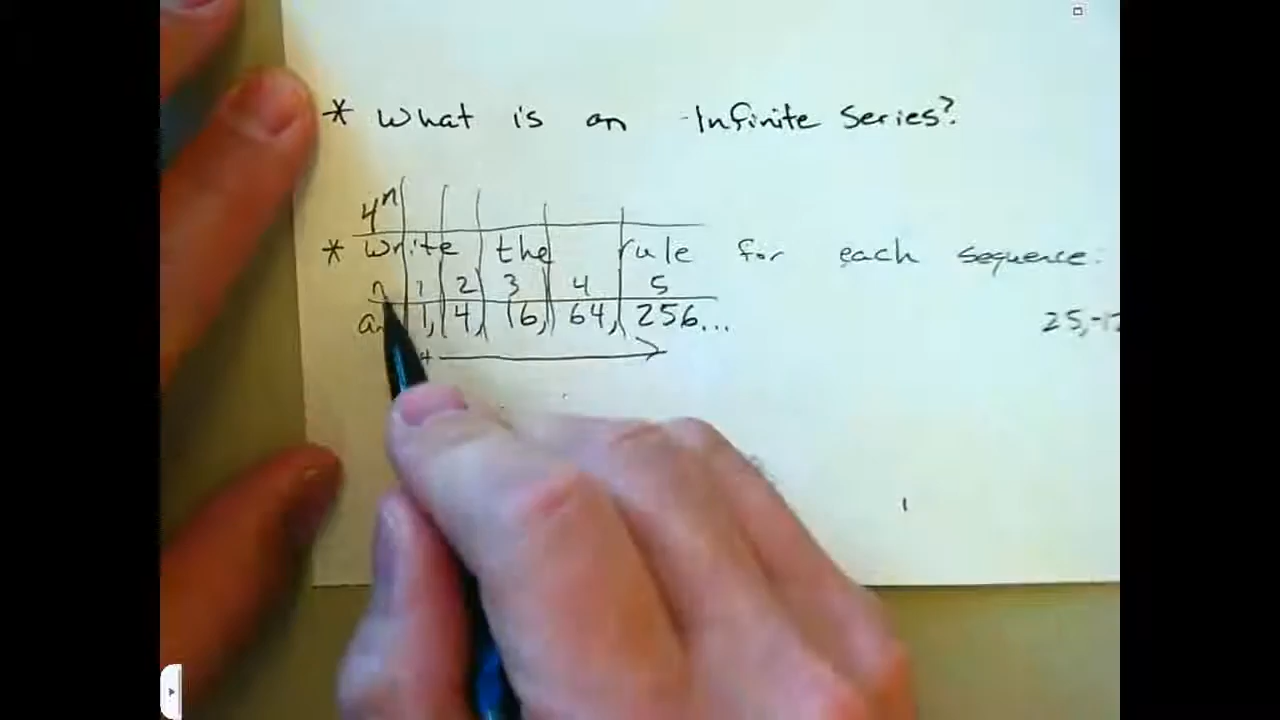 * What is an Infinite Series?
4ⁿ
* Write the rule for each sequence:
n 1 2 3 4 5
1, 4, 16, 64, 256...
25,
4